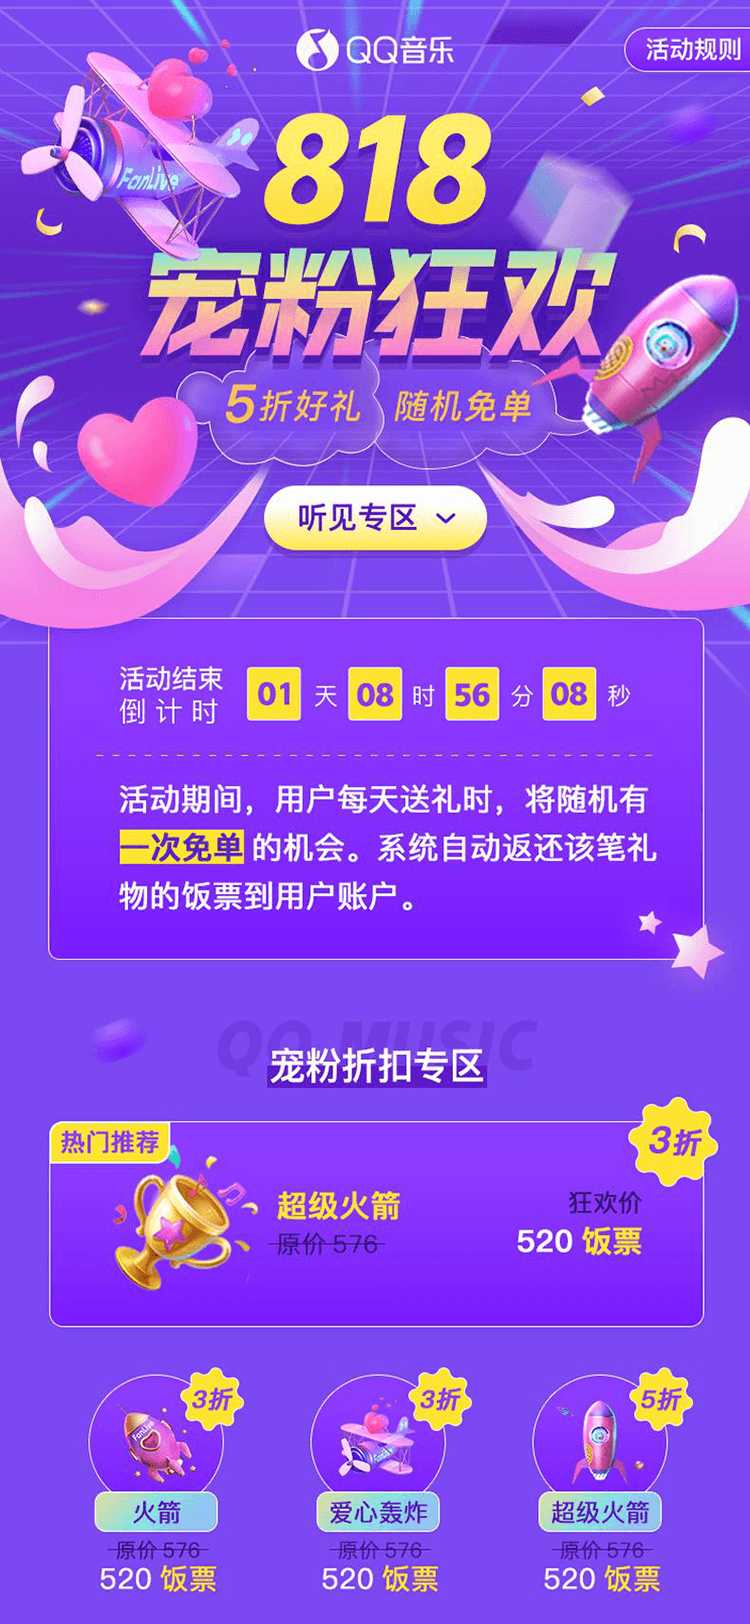 QQ音乐
活动规则
FanLive
818
宠粉狂欢
5折好礼 随机免单
听见专区
活动结束
倒计时
01 天 08 时 56 分 08 秒
活动期间，用户每天送礼时，将随机有
一次免单 的机会。系统自动返还该笔礼
物的饭票到用户账户。
QQ MUSIC
宠粉折扣专区
热门推荐
3折
超级火箭
狂欢价
原价 576
520 饭票
3折 3折 5折
FanLive
火箭 爱心轰炸 超级火箭
原价 576 原价 576 原价 576
520 饭票 520 饭票 520 饭票